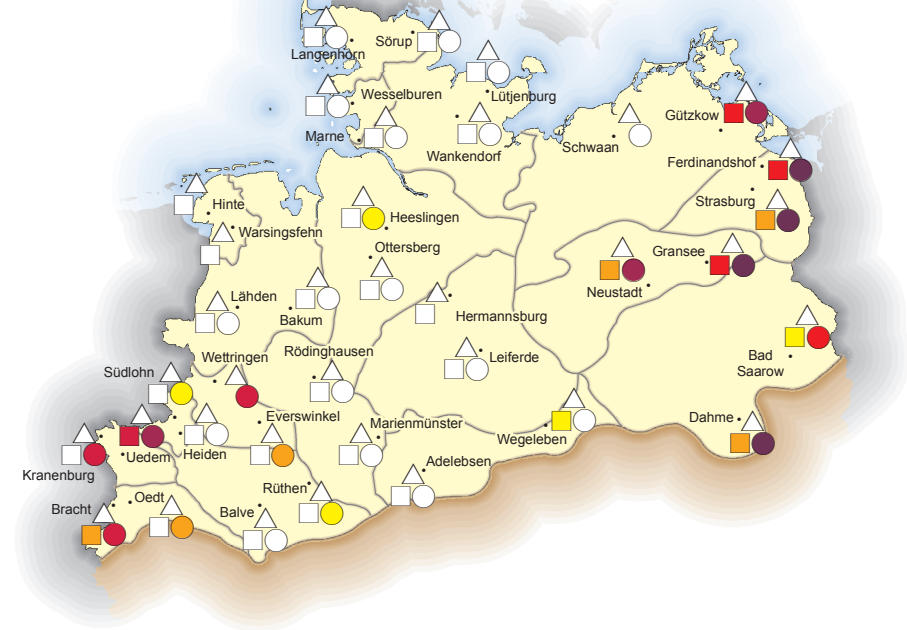 Langenhorn
Sörup
Wesselburen
Lütjenburg
Marne
Wankendorf
Schwaan
Gützkow
Ferdinandshof
Strasburg
Hinte
Warsingsfehn
Heeslingen
Ottersberg
Gransee
Neustadt
Lähden
Bakum
Hermannsburg
Bad
Saarow
Leiferde
Wettringen
Rödinghausen
Südlohn
Everswinkel
Marienmünster
Wegeleben
Dahme
Uedem
Heiden
Kranenburg
Adelebsen
Rüthen
Bracht
Oedt
Balve